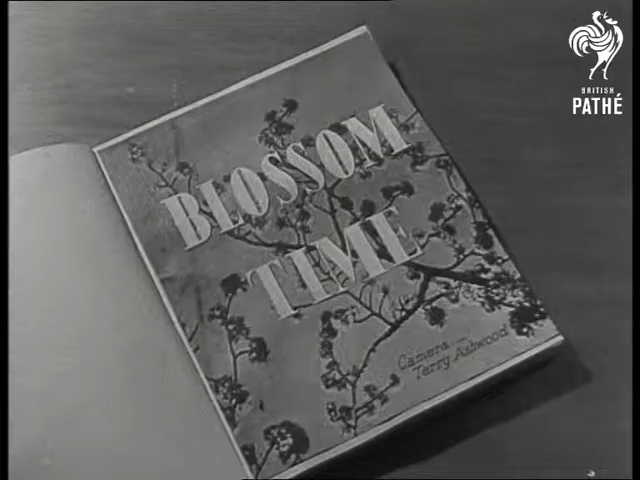 BRITISH
PATHÉ
BLOSSOM
TIME
Camera....
Terry Ashwood